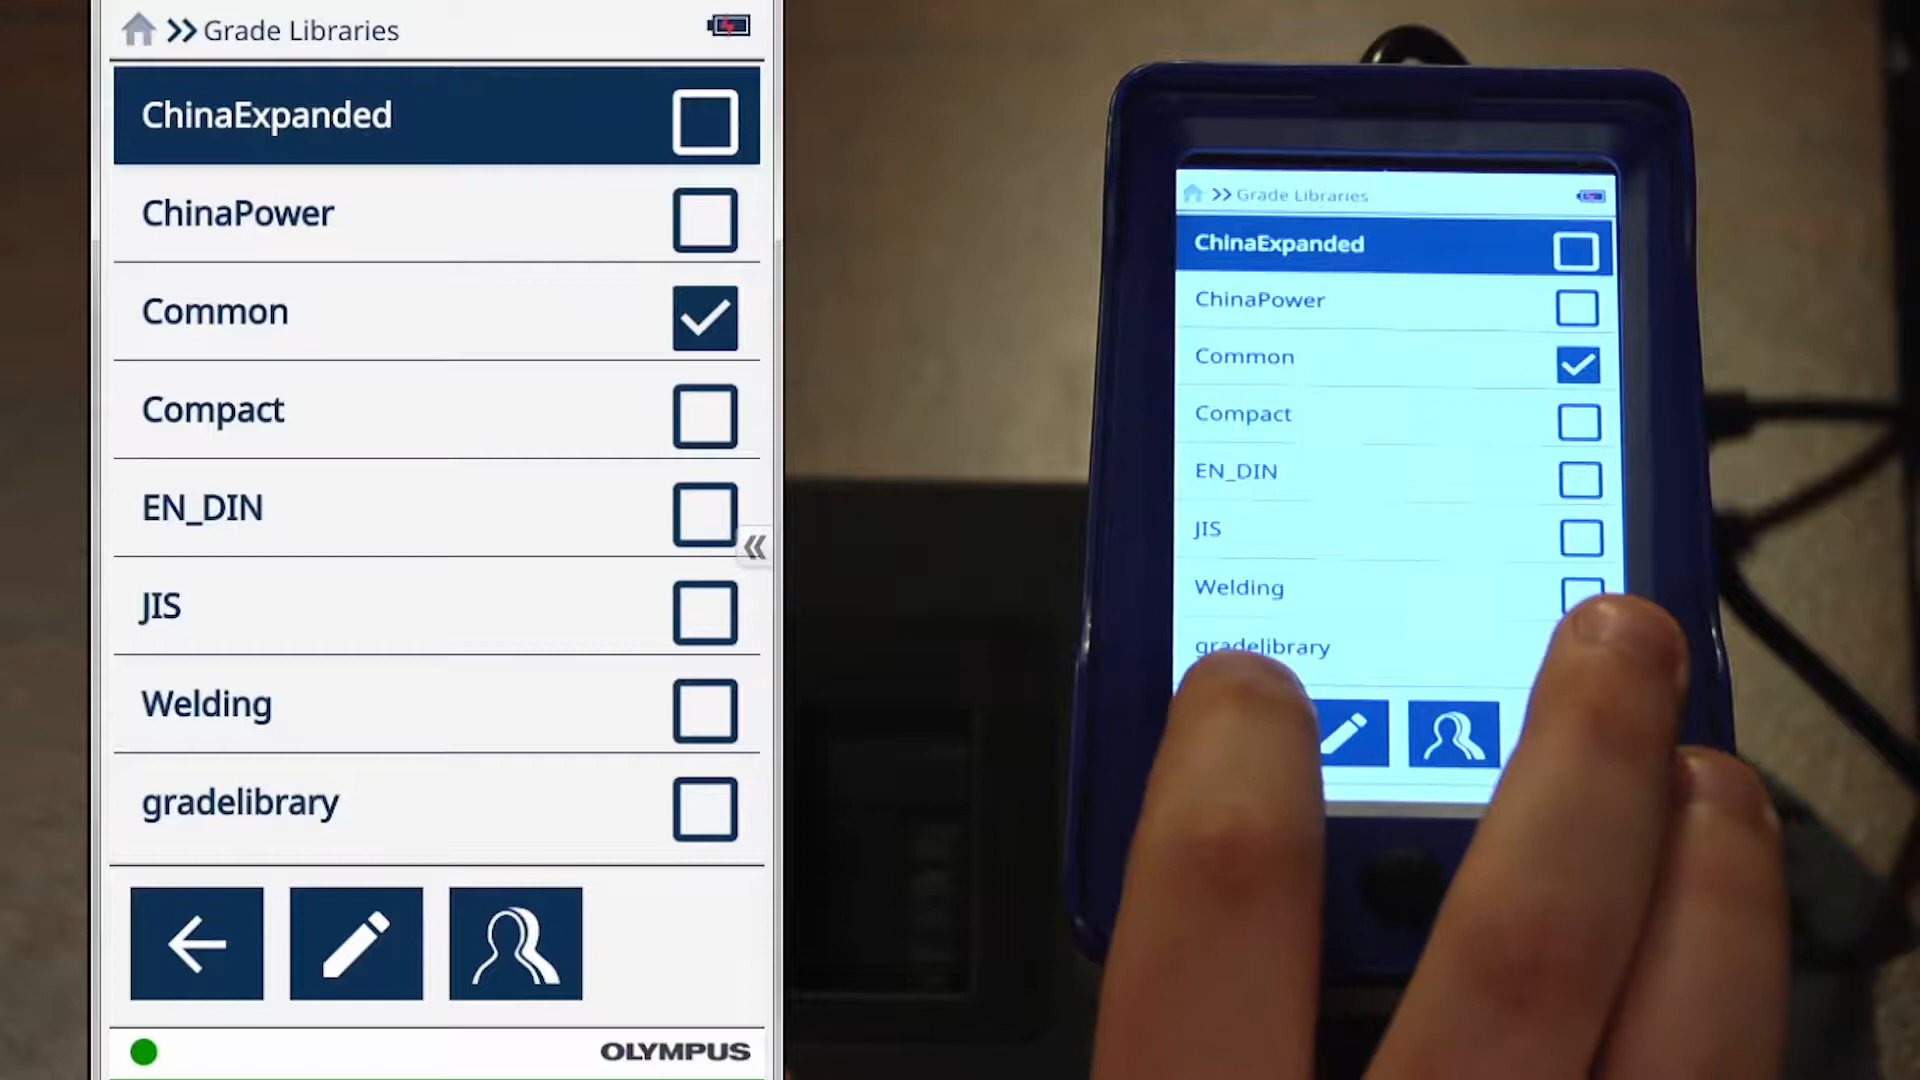 Grade Libraries
ChinaExpanded
ChinaPower
Common
Compact
EN_DIN
JIS
Welding
gradelibrary
OLYMPUS
Grade Libraries
ChinaExpanded
ChinaPower
Common
Compact
EN_DIN
JIS
Welding
gradelibrary